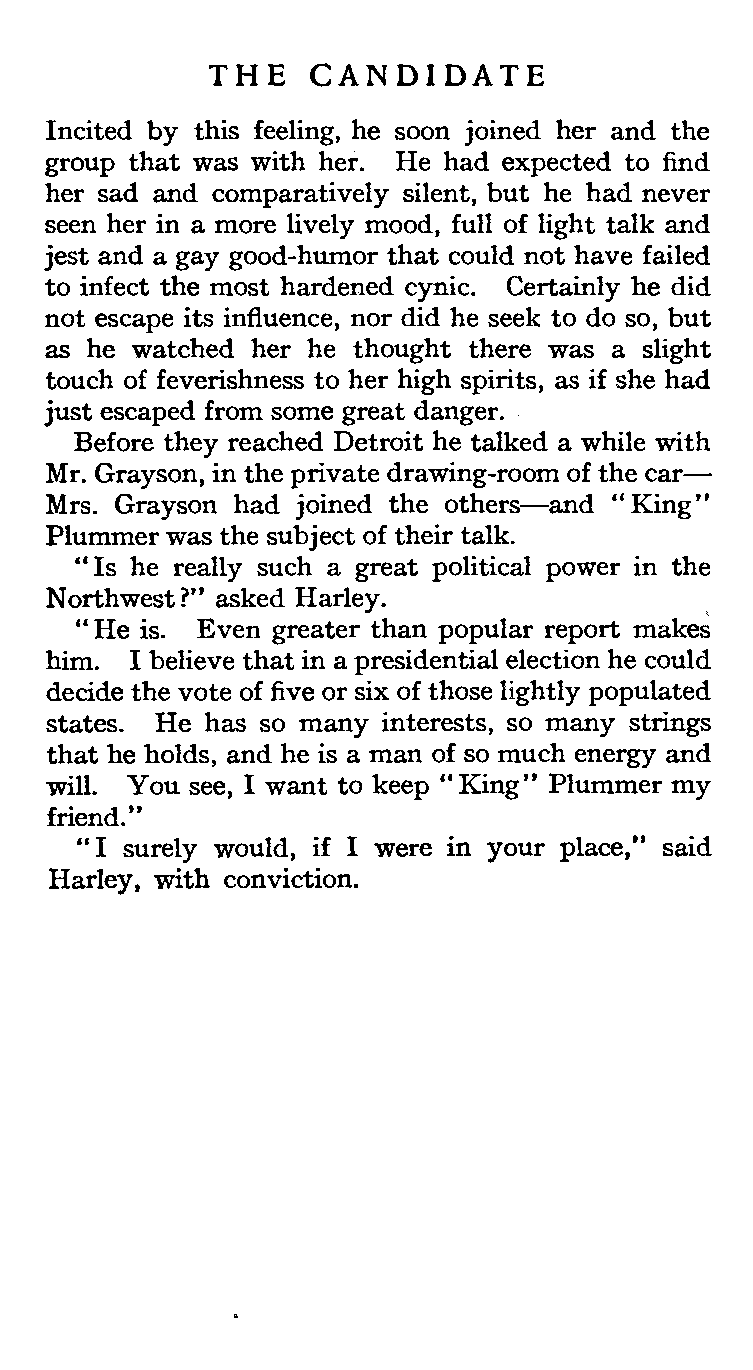 THE CANDIDATE
Incited by this feeling, he soon joined her and the
group that was with her. He had expected to find
her sad and comparatively silent, but he had never
seen her in a more lively mood, full of light talk and
jest and a gay good-humor that could not have failed
to infect the most hardened cynic. Certainly he did
not escape its influence, nor did he seek to do so, but
as he watched her he thought there was a slight
touch of feverishness to her high spirits, as if she had
just escaped from some great danger.
Before they reached Detroit he talked a while with
Mr. Grayson, in the private drawing-room of the car—
Mrs. Grayson had joined the others—and "King"
Plummer was the subject of their talk.
"Is he really such a great political power in the
Northwest?" asked Harley.
"He is. Even greater than popular report makes
him. I believe that in a presidential election he could
decide the vote of five or six of those lightly populated
states. He has so many interests, so many strings
that he holds, and he is a man of so much energy and
will. You see, I want to keep "King" Plummer my
friend."
"I surely would, if I were in your place," said
Harley, with conviction.